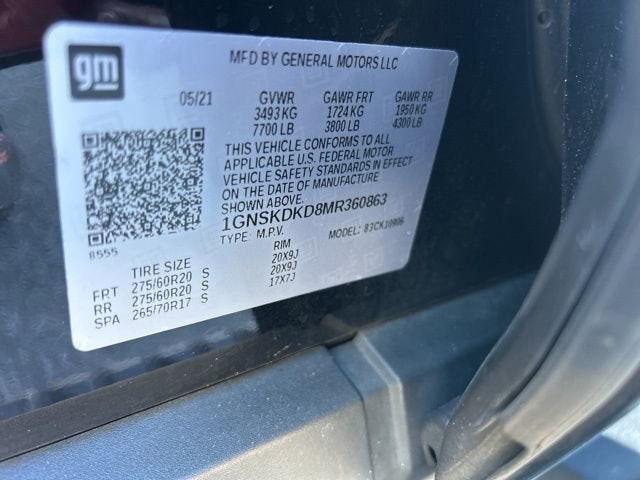 gm
MFD BY GENERAL MOTORS LLC
05/21 GVWR GAWR FRT GAWR RR
3493 KG 1724 KG 1950 KG
7700 LB 3800 LB 4300 LB
THIS VEHICLE CONFORMS TO ALL
APPLICABLE U.S. FEDERAL MOTOR
VEHICLE SAFETY STANDARDS IN EFFECT
ON THE DATE OF MANUFACTURE
1GNSKDKD8MR360863
TYPE: M.P.V. MODEL: 83CK10906
8555
TIRE SIZE RIM
FRT 275/60R20 S 20X9J
RR 275/60R20 S 20X9J
SPA 265/70R17 S 17X7J